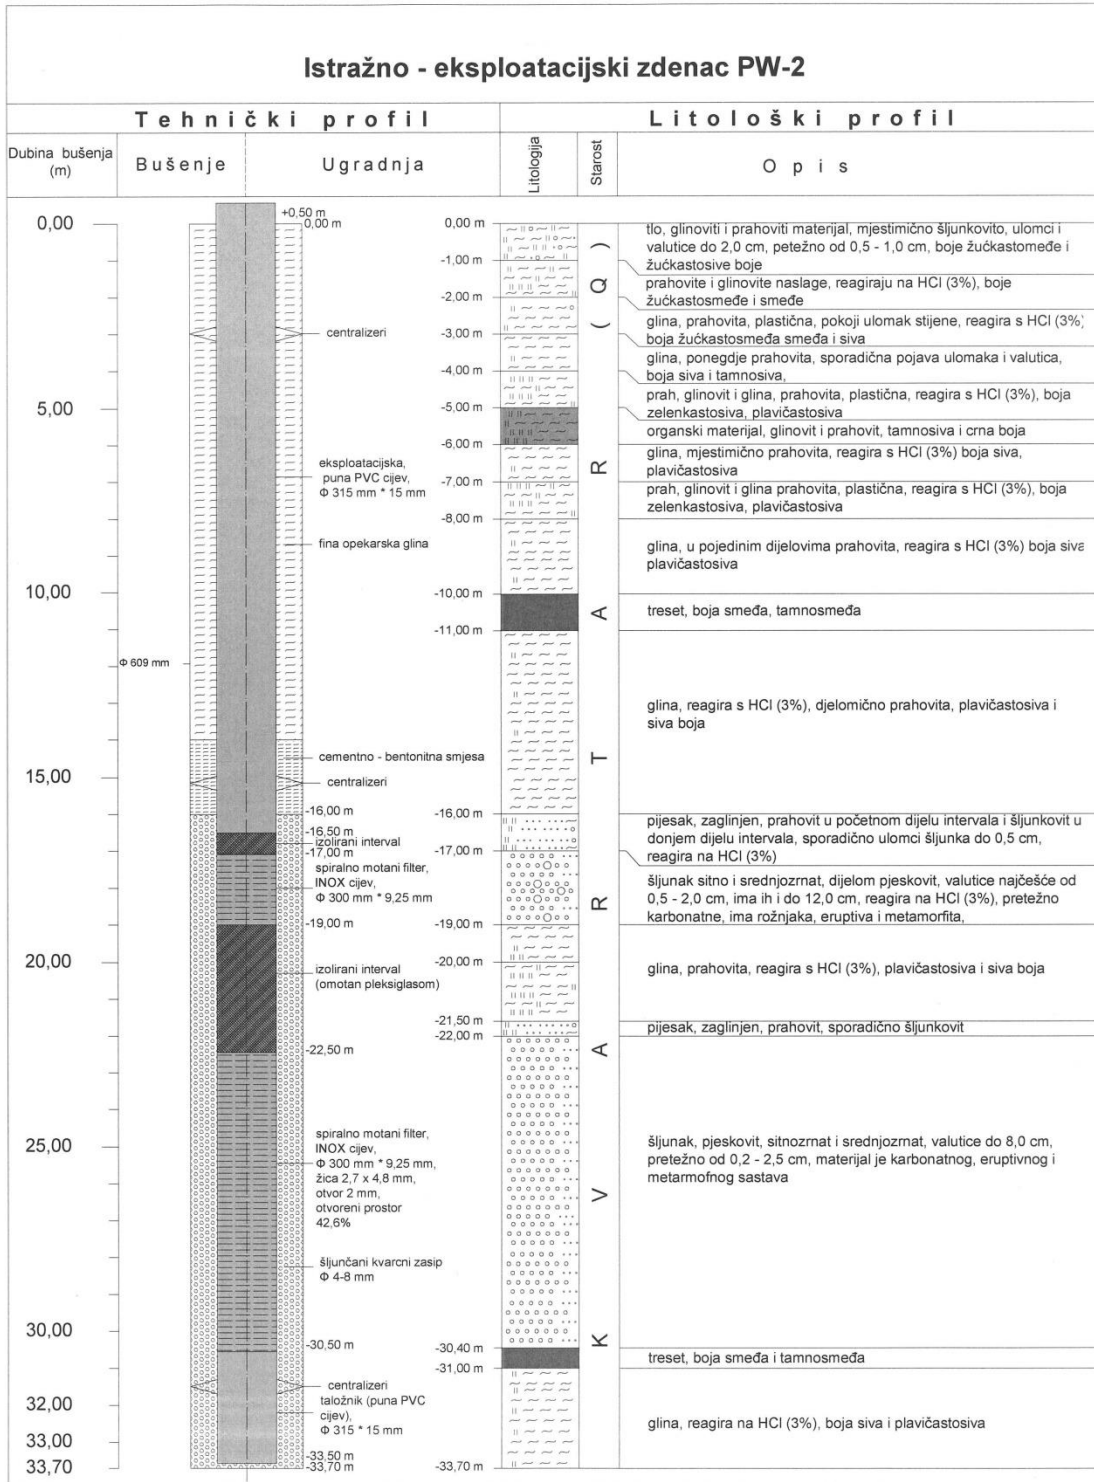 Istražno - eksploatacijski zdenac PW-2
Tehnički profil
Litološki profil
Dubina bušenja
(m)
Bušenje
Ugradnja
Litologija
Starost
Opis
0,00
5,00
10,00
15,00
20,00
25,00
30,00
32,00
33,00
33,70
Φ 609 mm
+0,50 m
0,00 m
centralizeri
eksploatacijska,
puna PVC cijev,
Φ 315 mm * 15 mm
fina opekarska glina
cementno - bentonitna smjesa
centralizeri
-16,00 m
-16,50 m
izolirani interval
-17,00 m
spiralno motani filter,
INOX cijev,
Φ 300 mm * 9,25 mm
-19,00 m
izolirani interval
(omotan pleksiglasom)
-22,50 m
spiralno motani filter,
INOX cijev,
Φ 300 mm * 9,25 mm,
žica 2,7 x 4,8 mm,
otvor 2 mm,
otvoreni prostor
42,6%
šljunčani kvarcni zasip
Φ 4-8 mm
-30,50 m
centralizeri
taložnik (puna PVC
cijev),
Φ 315 * 15 mm
-33,50 m
-33,70 m
0,00 m
-1,00 m
-2,00 m
-3,00 m
-4,00 m
-5,00 m
-6,00 m
-7,00 m
-8,00 m
-10,00 m
-11,00 m
-16,00 m
-17,00 m
-19,00 m
-20,00 m
-21,50 m
-22,00 m
-30,40 m
-31,00 m
-33,70 m
KVARTAR (Q)
tlo, glinoviti i prahoviti materijal, mjestimično šljunkovito, ulomci i
valutice do 2,0 cm, petežno od 0,5 - 1,0 cm, boje žućkastomeđe i
žućkastosive boje
prahovite i glinovite naslage, reagiraju na HCl (3%), boje
žućkastosmeđe i smeđe
glina, prahovita, plastična, pokoji ulomak stijene, reagira s HCl (3%)
boja žućkastosmeđa smeđa i siva
glina, ponegdje prahovita, sporadična pojava ulomaka i valutica,
boja siva i tamnosiva,
prah, glinovit i glina, prahovita, plastična, reagira s HCl (3%), boja
zelenkastosiva, plavičastosiva
organski materijal, glinovit i prahovit, tamnosiva i crna boja
glina, mjestimično prahovita, reagira s HCl (3%) boja siva,
plavičastosiva
prah, glinovit i glina prahovita, plastična, reagira s HCl (3%), boja
zelenkastosiva, plavičastosiva
glina, u pojedinim dijelovima prahovita, reagira s HCl (3%) boja siva
plavičastosiva
treset, boja smeđa, tamnosmeđa
glina, reagira s HCl (3%), djelomično prahovita, plavičastosiva i
siva boja
pijesak, zaglinjen, prahovit u početnom dijelu intervala i šljunkovit u
donjem dijelu intervala, sporadično ulomci šljunka do 0,5 cm,
reagira na HCl (3%)
šljunak sitno i srednjozrnat, dijelom pjeskovit, valutice najčešće od
0,5 - 2,0 cm, ima ih i do 12,0 cm, reagira na HCl (3%), pretežno
karbonatne, ima rožnjaka, eruptiva i metamorfita,
glina, prahovita, reagira s HCl (3%), plavičastosiva i siva boja
pijesak, zaglinjen, prahovit, sporadično šljunkovit
šljunak, pjeskovit, sitnozrnat i srednjozrnat, valutice do 8,0 cm,
pretežno od 0,2 - 2,5 cm, materijal je karbonatnog, eruptivnog i
metarmofnog sastava
treset, boja smeđa i tamnosmeđa
glina, reagira na HCl (3%), boja siva i plavičastosiva